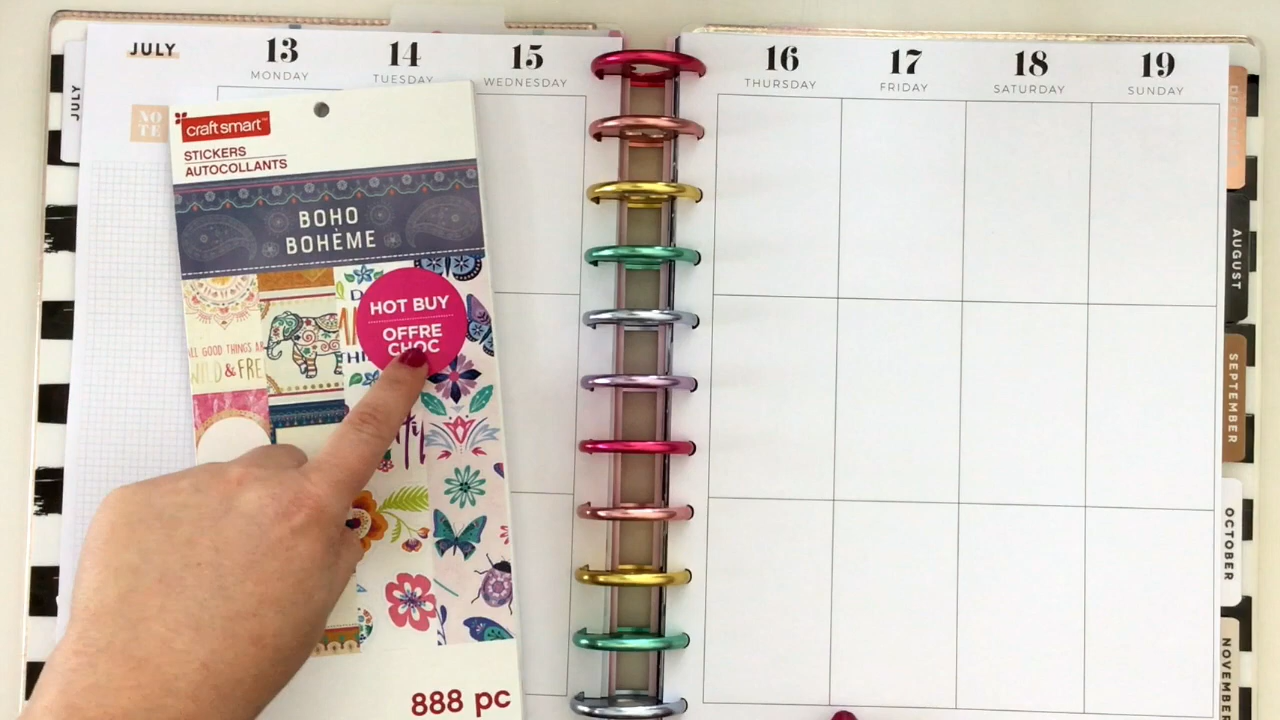 JULY
13
MONDAY
14
TUESDAY
15
WEDNESDAY
16
THURSDAY
17
FRIDAY
18
SATURDAY
19
SUNDAY
JULY
NO
TE
craft smart™
STICKERS
AUTOCOLLANTS
BOHO
BOHÈME
HOT BUY
OFFRE
CHOC
ALL GOOD THINGS AR
WILD & FRE
888 pc
DECEMBER
AUGUST
SEPTEMBER
OCTOBER
NOVEMBER